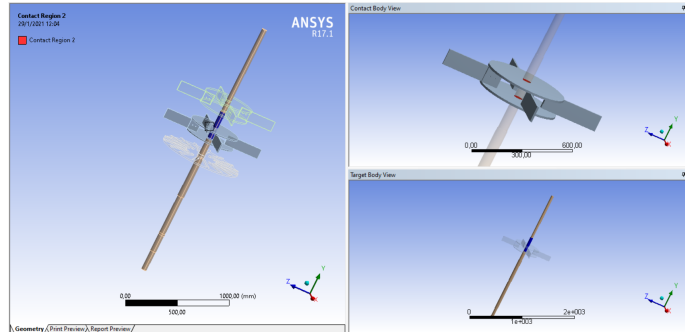 Contact Region 2
29/1/2021 12:04
Contact Region 2
ANSYS
R17.1
Z
Y
X
0,00
1000,00 (mm)
500,00
Geometry
Print Preview
Report Preview
Contact Body View
0,00
600,00
300,00
Z
Y
X
Target Body View
0
2e+003
1e+003
Z
Y
X